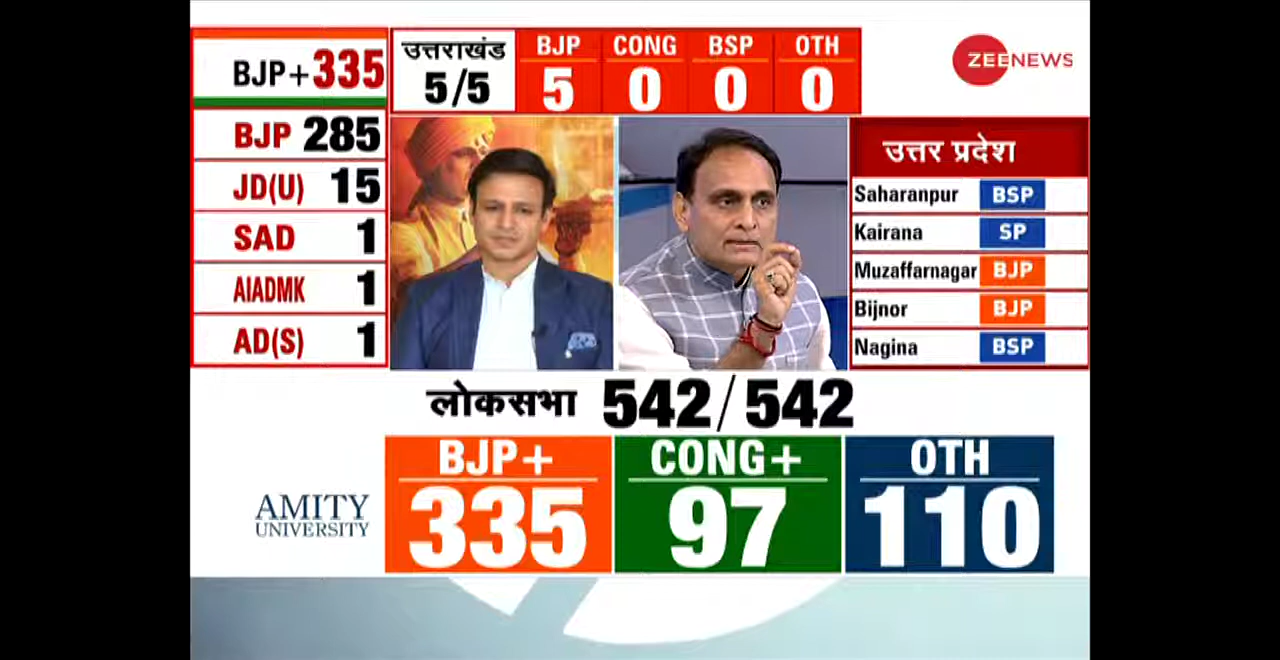 BJP+ 335
BJP 285
JD(U) 15
SAD 1
AIADMK 1
AD(S) 1
उत्तराखंड
5/5
BJP CONG BSP OTH
5 0 0 0
ZEENEWS
उत्तर प्रदेश
Saharanpur BSP
Kairana SP
Muzaffarnagar BJP
Bijnor BJP
Nagina BSP
लोकसभा 542/542
BJP+ CONG+ OTH
335 97 110
AMITY
UNIVERSITY